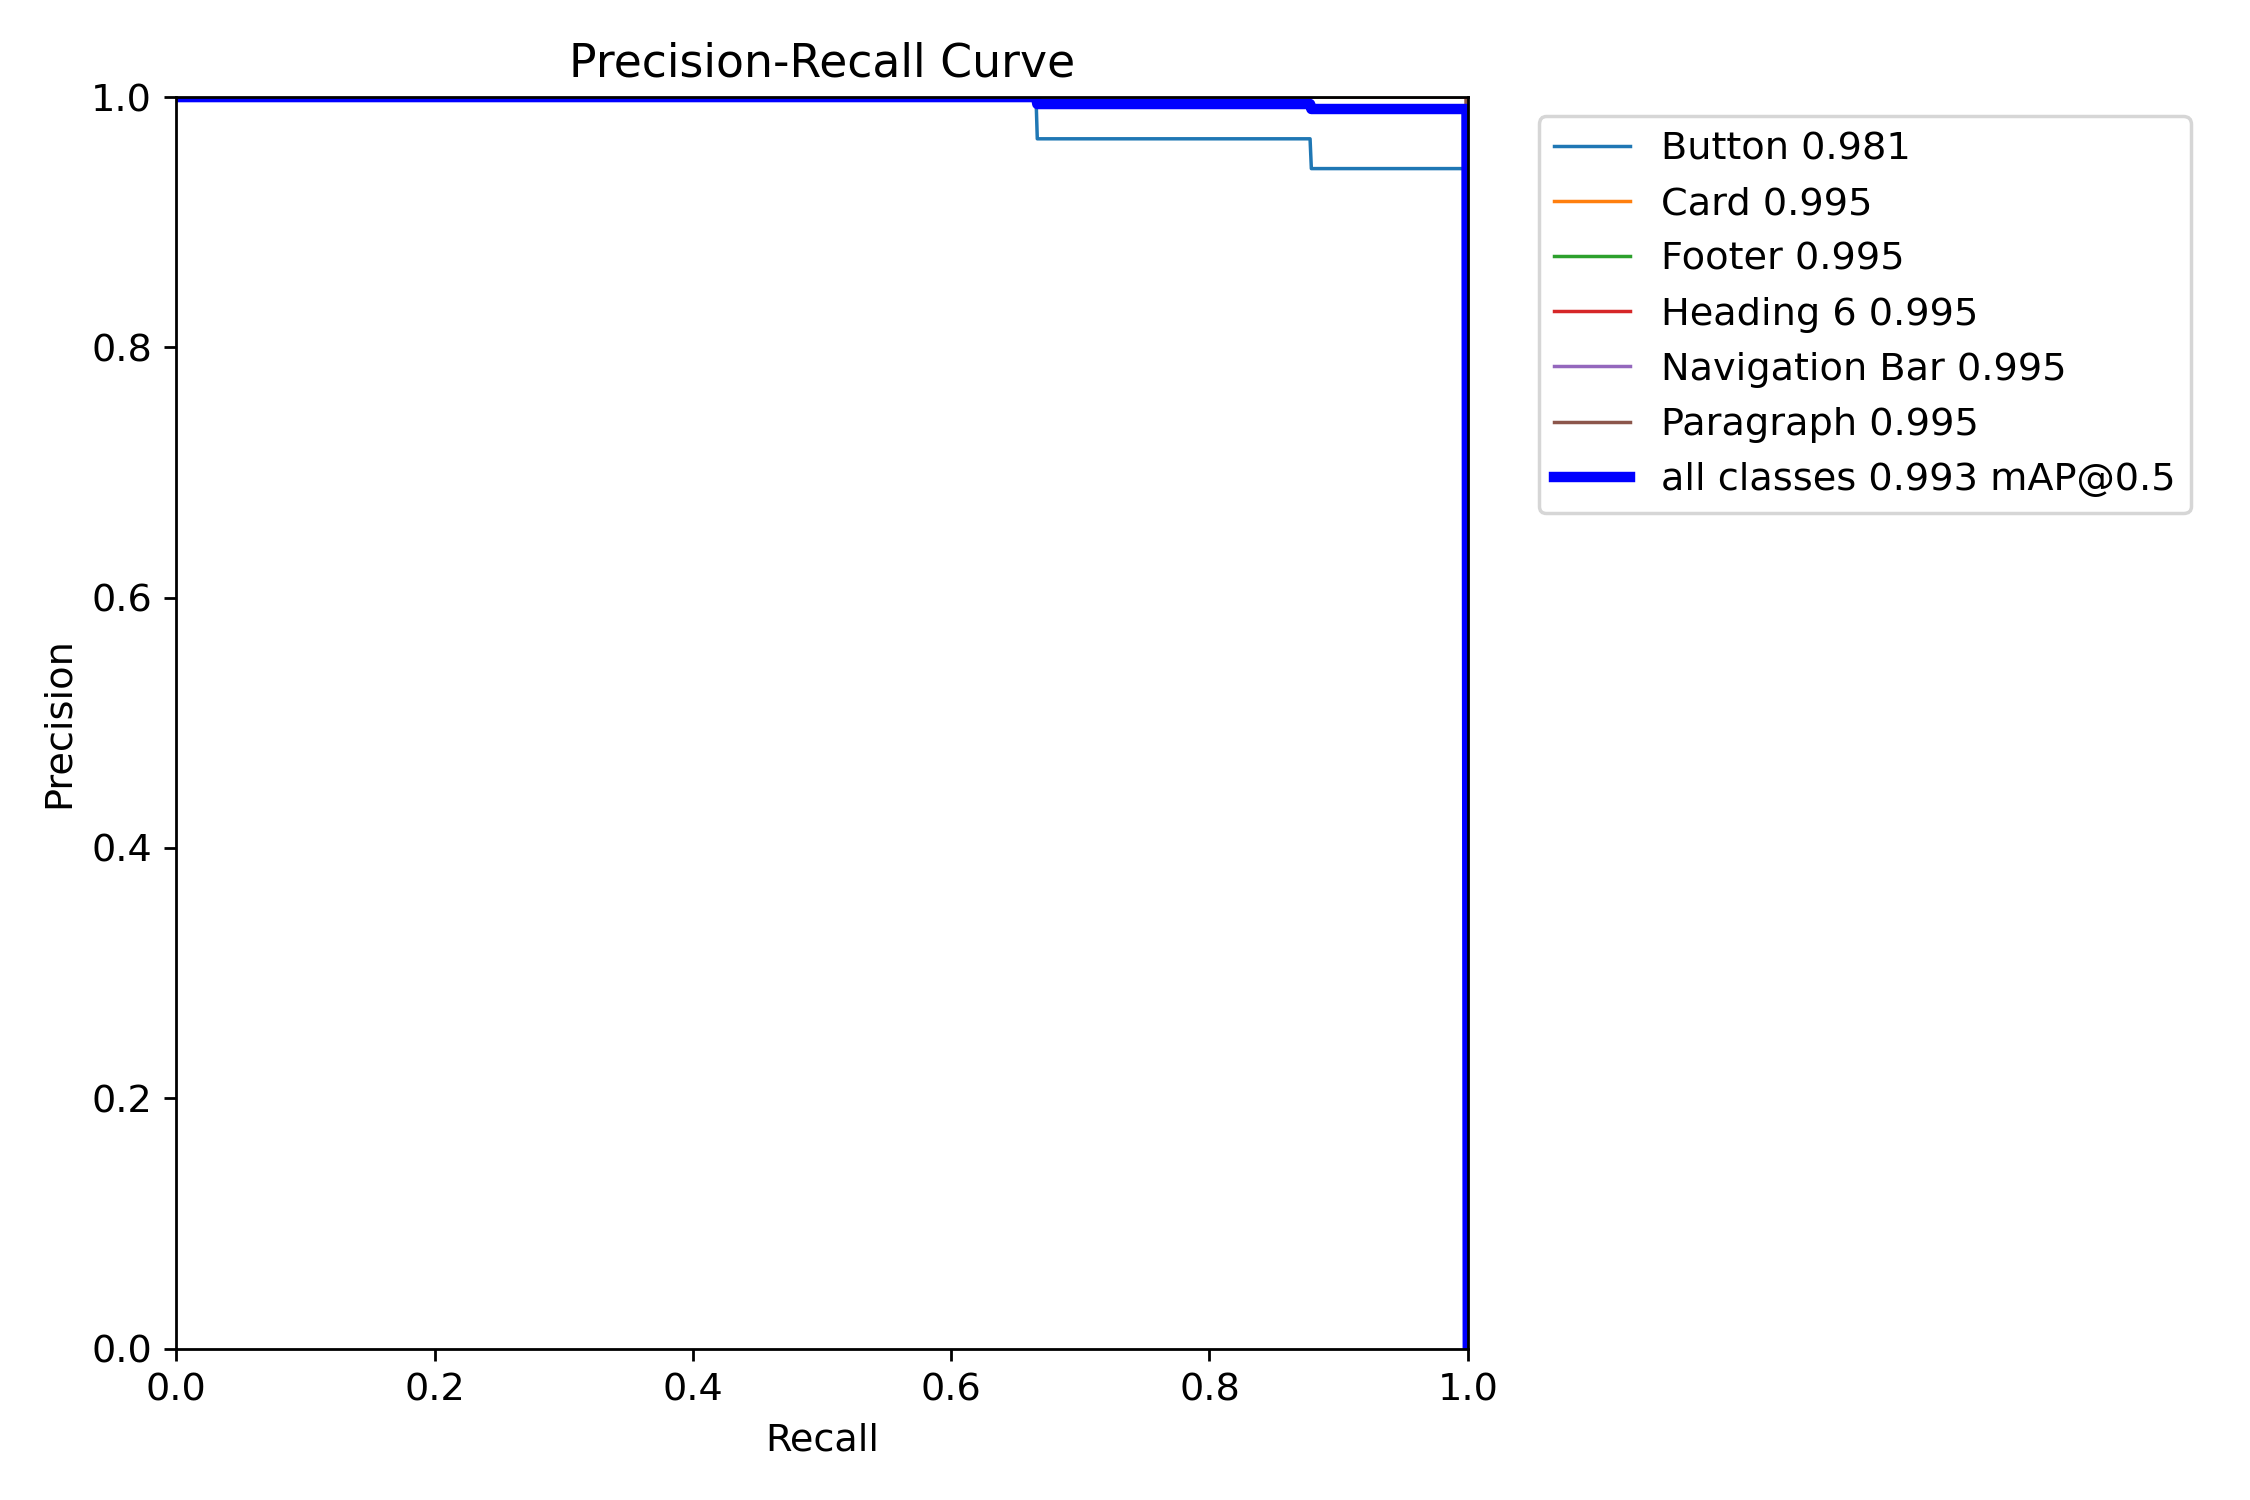 Precision-Recall Curve
1.0
0.8
0.6
0.4
0.2
0.0
Precision
0.0 0.2 0.4 0.6 0.8 1.0
Recall
Button 0.981
Card 0.995
Footer 0.995
Heading 6 0.995
Navigation Bar 0.995
Paragraph 0.995
all classes 0.993 mAP@0.5